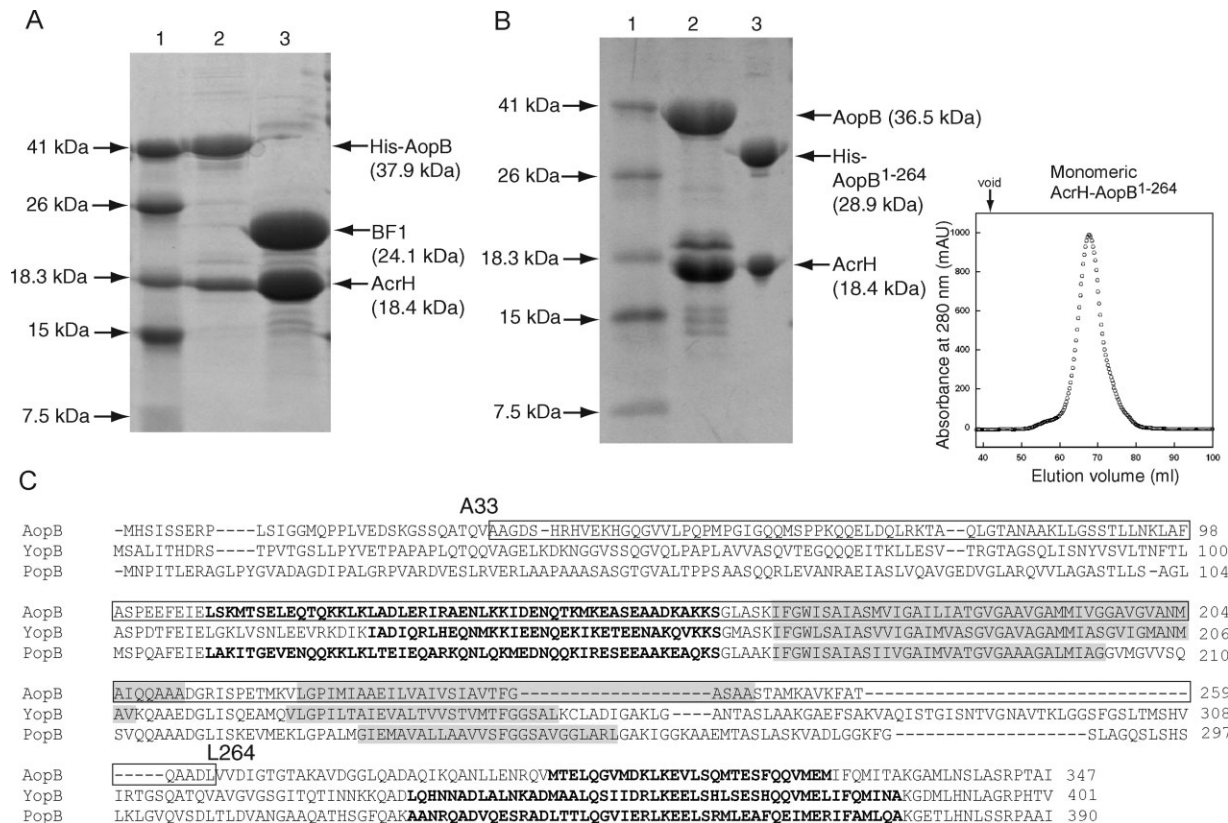 A
1 2 3
41 kDa
26 kDa
18.3 kDa
15 kDa
7.5 kDa
His-AopB
(37.9 kDa)
BF1
(24.1 kDa)
AcrH
(18.4 kDa)
B
1 2 3
41 kDa
26 kDa
18.3 kDa
15 kDa
7.5 kDa
AopB (36.5 kDa)
His-
AopB1-264
(28.9 kDa)
AcrH
(18.4 kDa)
void
Monomeric
AcrH-AopB1-264
Absorbance at 280 nm (mAU)
1000
800
600
400
200
0
40 50 60 70 80 90 100
Elution volume (ml)
C
A33
AopB -MHSISSERP----LSIGGMQPPLVEDSKGSSQATQVAAGDS-HRHVEKHGQGVVLPQPMPGIGQQMSPPKQQELDQLRKTA--QLGTANAAKLLGSSTLLNKLAF 98
YopB MSALITHDRS----TPVTGSLLPYVETPAPAPLQTQQVAGELKDKNGGVSSQGVQLPAPLAVVASQVTEGQQQEITKLLESV--TRGTAGSQLISNYVSVLTNFTL 100
PopB -MNPITLERAGLPYGVADAGDIPALGRPVARDVESLRVERLAAPAAASASGTGVALTPPSAASQQRLEVANRAEIASLVQAVGEDVGLARQVVLAGASTLLS-AGL 104
AopB ASPEEFEIELSKMTSELEQTQKKLKLADLERIRAENLKKIDENQTKMKEASEAADKAKKSGLASKIFGWISAIASMVIGAILIATGVGAAVGAMMIVGGAVGVANM 204
YopB ASPDTFEIELGKLVSNLEEVRKDIKIADIQRLHEQNMKKIEENQEKIKETEENAKQVKKSGMASKIFGWLSAIASVVIGAIMVASGVGAVAGAMMIASGVIGMANM 206
PopB MSPQAFEIELAKITGEVENQQKKLKLTEIEQARKQNLQKMEDNQQKIRESEEAAKEAQKSGLAAKIFGWISAIASIIVGAIMVATGVGAAAGALMIAGGVMGVVSQ 210
AopB AIQQAAADGRISPETMKVLGPIMIAAEILVAIVSIAVTFG-------------------ASAASTAMKAVKFAT-------------------------------- 259
YopB AVKQAAEDGLISQEAMQVLGPILTAIEVALTVVSTVMTFGGSALKCLADIGAKLG----ANTASLAAKGAEFSAKVAQISTGISNTVGNAVTKLGGSFGSLTMSHV 308
PopB SVQQAAADGLISKEVMEKLGPALMGIEMAVALLAAVVSFGGSAVGGLARLGAKIGGKAAEMTASLASKVADLGGKFG-------------------SLAGQSLSHS 297
L264
AopB -----QAADLVVDIGTGTAKAVDGGLQADAQIKQANLLENRQVMTELQGVMDKLKEVLSQMTESFQQVMEMIFQMITAKGAMLNSLASRPTAI 347
YopB IRTGSQATQVAVGVGSGITQTINNKKQADLQHNNADLALNKADMAALQSIIDRLKEELSHLSESHQQVMELIFQMINAKGDMLHNLAGRPHTV 401
PopB LKLGVQVSDTLDVANGAAQATHSGFQAKAANRQADVQESRADLTTLQGVIERLKEELSRMLEAFQEIMERIFAMLQAKGETLHNLSSRPAAI 390